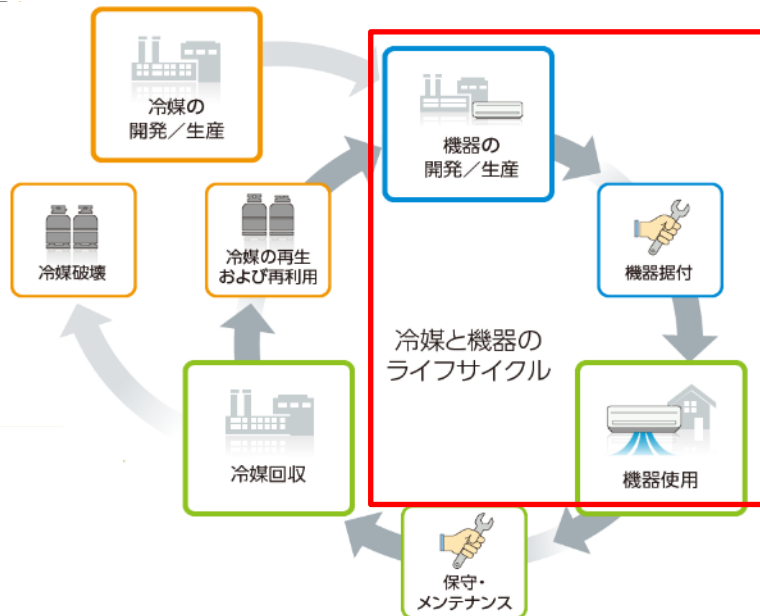 冷媒の
開発／生産
機器の
開発／生産
冷媒破壊
冷媒の再生
および再利用
機器据付
冷媒と機器の
ライフサイクル
冷媒回収
機器使用
保守・
メンテナンス